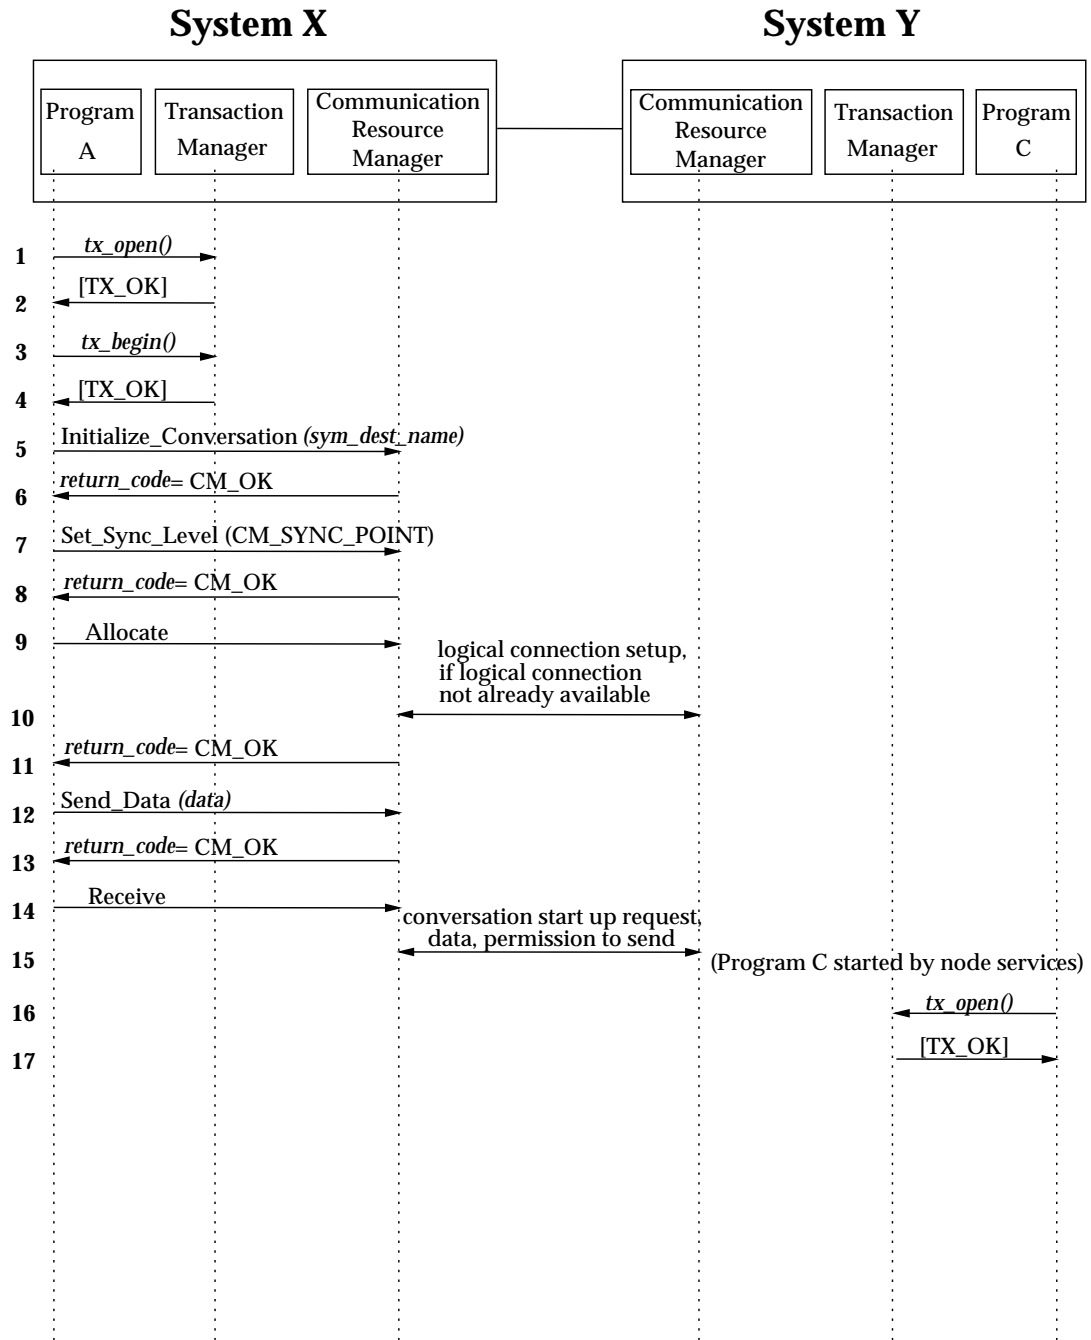 System X
System Y
Program
A
Transaction
Manager
Communication
Resource
Manager
Communication
Resource
Manager
Transaction
Manager
Program
C
1 tx_open()
2 [TX_OK]
3 tx_begin()
4 [TX_OK]
5 Initialize_Conversation (sym_dest_name)
6 return_code= CM_OK
7 Set_Sync_Level (CM_SYNC_POINT)
8 return_code= CM_OK
9 Allocate
logical connection setup,
if logical connection
not already available
10
11 return_code= CM_OK
12 Send_Data (data)
13 return_code= CM_OK
14 Receive
conversation start up request,
data, permission to send
15 (Program C started by node services)
16 tx_open()
17 [TX_OK]